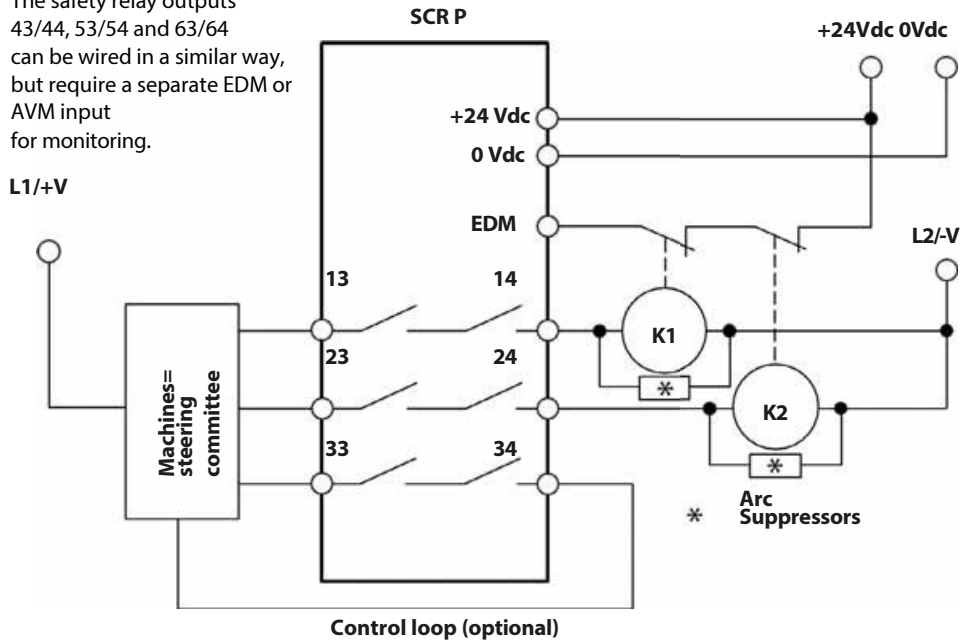 The safety relay outputs
43/44, 53/54 and 63/64
can be wired in a similar way,
but require a separate EDM or
AVM input
for monitoring.
SCR P
+24Vdc 0Vdc
+24 Vdc
0 Vdc
L1/+V
EDM
L2/-V
13 14
K1
*
23 24
K2
*
Machines=
steering
committee
33 34
* Arc
Suppressors
Control loop (optional)